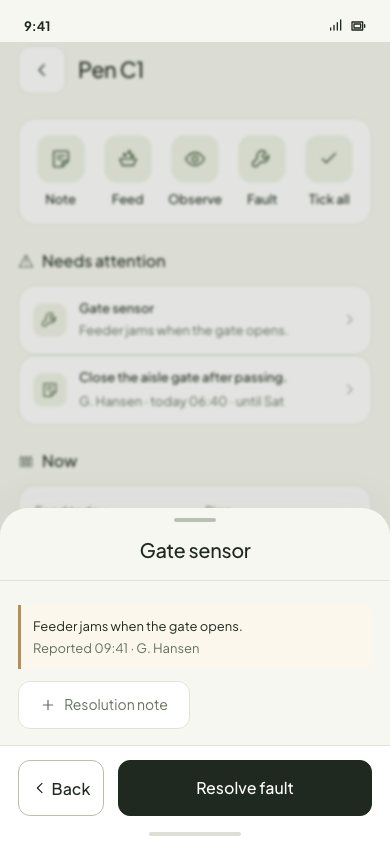 9:41
Pen C1
Note
Feed
Observe
Fault
Tick all
Needs attention
Gate sensor
Feeder jams when the gate opens.
Close the aisle gate after passing.
G. Hansen · today 06:40 · until Sat
Now
Gate sensor
Feeder jams when the gate opens.
Reported 09:41 · G. Hansen
Resolution note
Back
Resolve fault